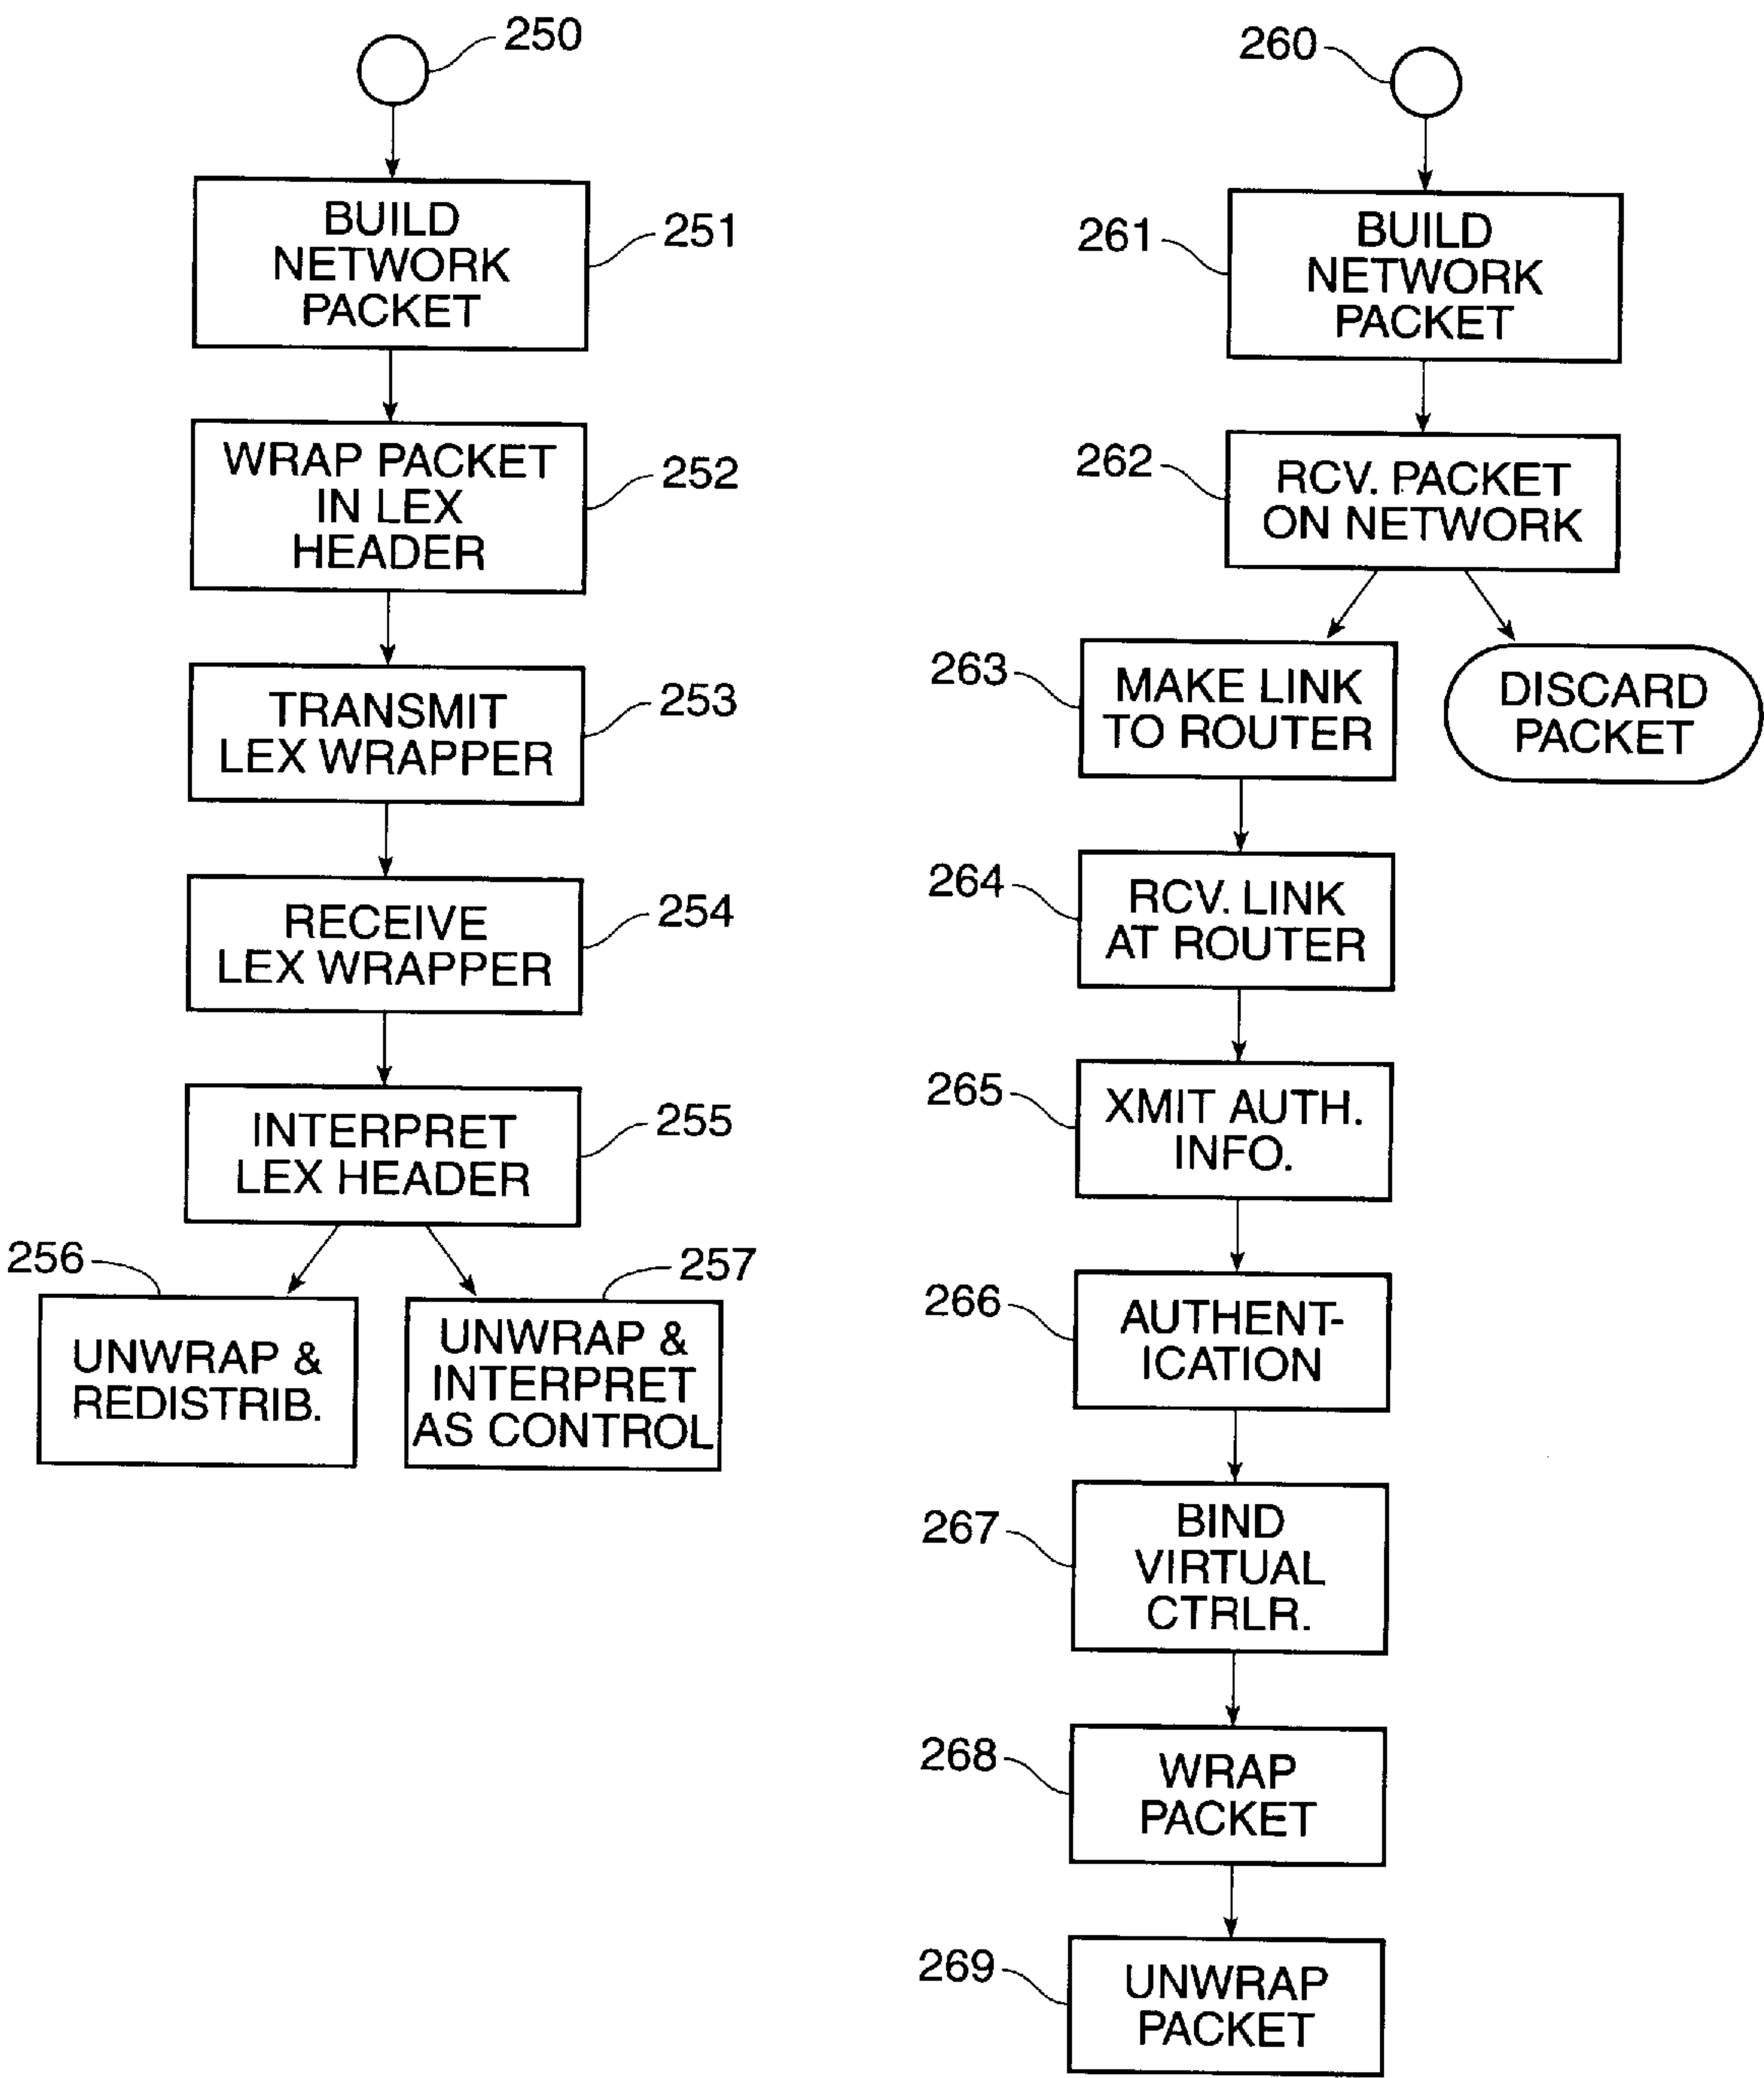 250
BUILD
NETWORK
PACKET
251
WRAP PACKET
IN LEX
HEADER
252
TRANSMIT
LEX WRAPPER
253
RECEIVE
LEX WRAPPER
254
INTERPRET
LEX HEADER
255
256
UNWRAP &
REDISTRIB.
257
UNWRAP &
INTERPRET
AS CONTROL
260
261
BUILD
NETWORK
PACKET
262
RCV. PACKET
ON NETWORK
263
MAKE LINK
TO ROUTER
DISCARD
PACKET
264
RCV. LINK
AT ROUTER
265
XMIT AUTH.
INFO.
266
AUTHENT-
ICATION
267
BIND
VIRTUAL
CTRLR.
268
WRAP
PACKET
269
UNWRAP
PACKET